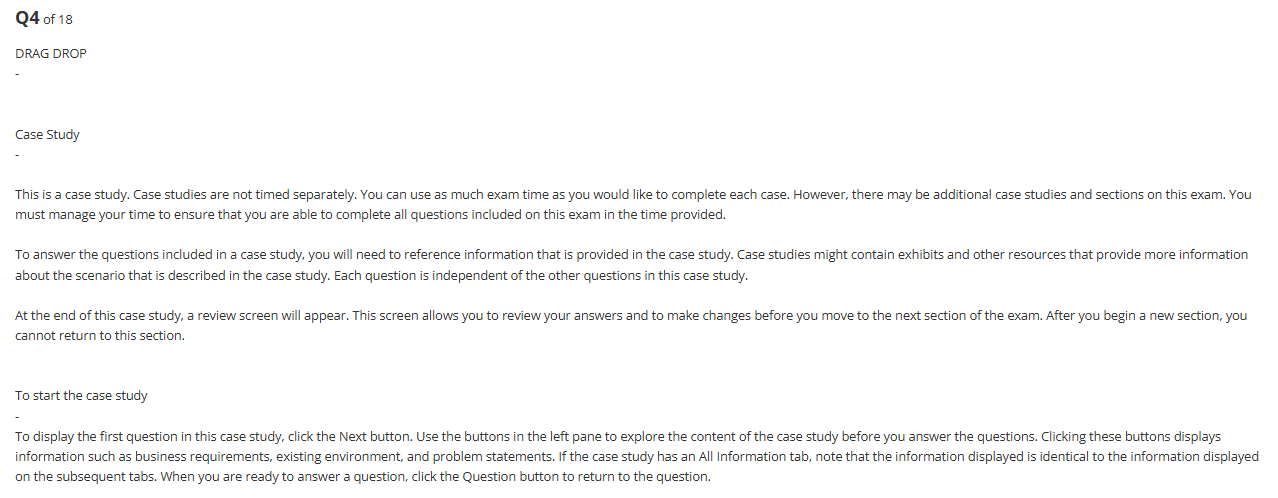 Q4 of 18
DRAG DROP
-
Case Study
-
This is a case study. Case studies are not timed separately. You can use as much exam time as you would like to complete each case. However, there may be additional case studies and sections on this exam. You
must manage your time to ensure that you are able to complete all questions included on this exam in the time provided.
To answer the questions included in a case study, you will need to reference information that is provided in the case study. Case studies might contain exhibits and other resources that provide more information
about the scenario that is described in the case study. Each question is independent of the other questions in this case study.
At the end of this case study, a review screen will appear. This screen allows you to review your answers and to make changes before you move to the next section of the exam. After you begin a new section, you
cannot return to this section.
To start the case study
-
To display the first question in this case study, click the Next button. Use the buttons in the left pane to explore the content of the case study before you answer the questions. Clicking these buttons displays
information such as business requirements, existing environment, and problem statements. If the case study has an All Information tab, note that the information displayed is identical to the information displayed
on the subsequent tabs. When you are ready to answer a question, click the Question button to return to the question.